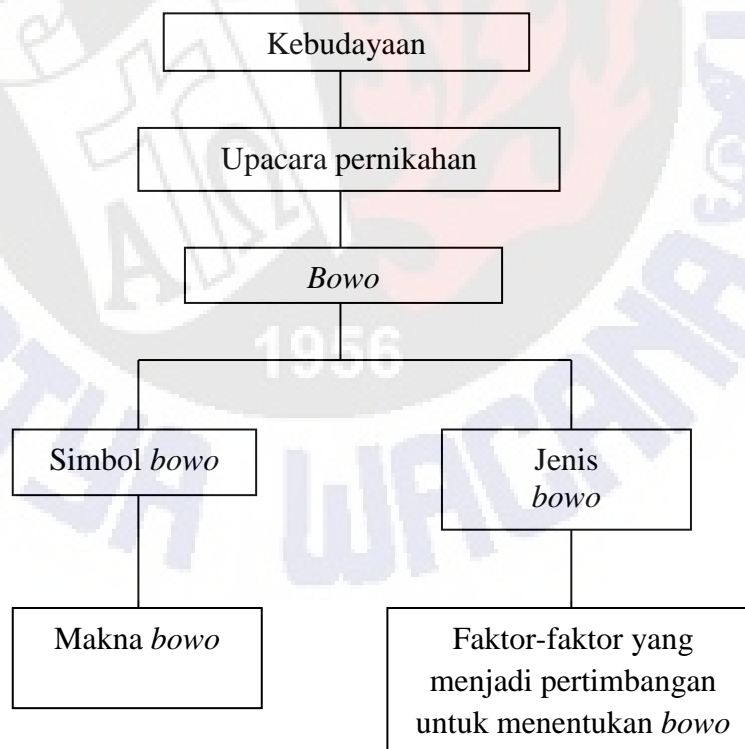 Kebudayaan
Upacara pernikahan
Bowo
1956
Simbol bowo
Jenis
bowo
WACANA
Makna bowo
Faktor-faktor yang
menjadi pertimbangan
untuk menentukan bowo